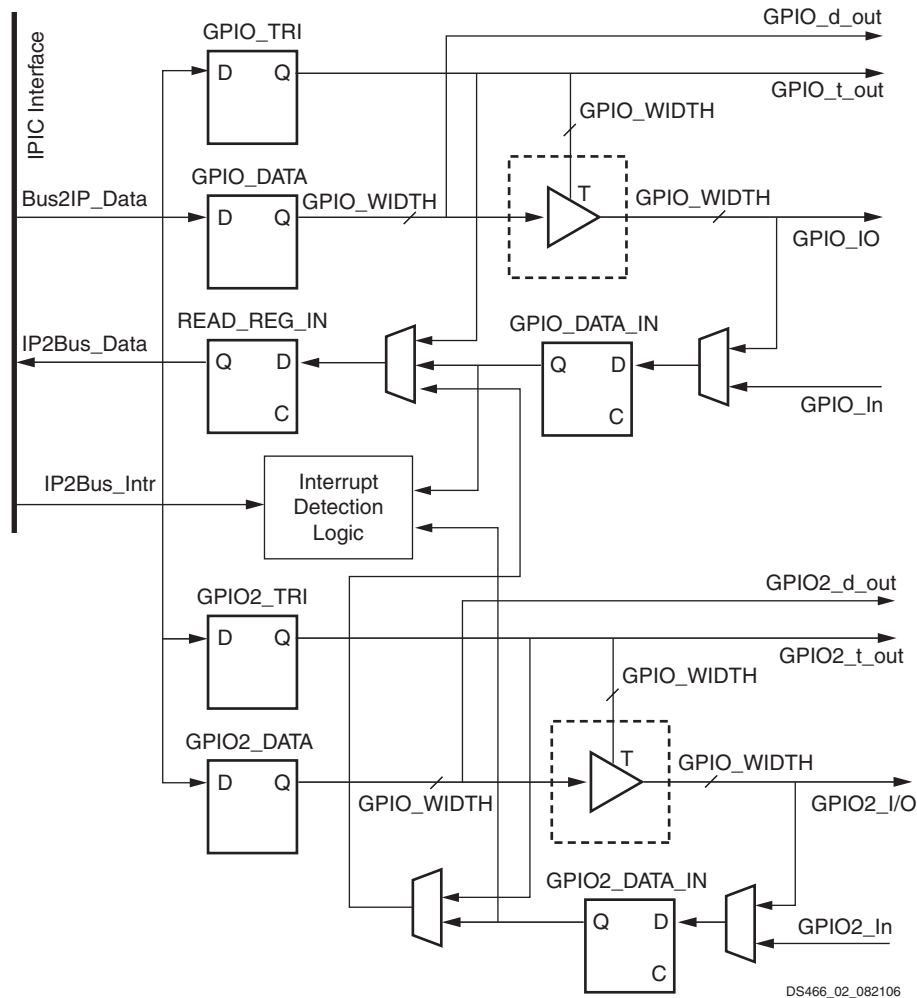 GPIO_d_out
GPIO_TRI
D Q
GPIO_t_out
IPIC Interface
GPIO_WIDTH
GPIO_DATA
T
Bus2IP_Data
D Q
GPIO_WIDTH
GPIO_WIDTH
GPIO_IO
READ_REG_IN
GPIO_DATA_IN
IP2Bus_Data
Q D
C
Q D
C
GPIO_In
IP2Bus_Intr
Interrupt
Detection
Logic
GPIO2_d_out
GPIO2_TRI
D Q
GPIO2_t_out
GPIO_WIDTH
GPIO2_DATA
T
D Q
GPIO_WIDTH
GPIO_WIDTH
GPIO2_I/O
GPIO2_DATA_IN
Q D
C
GPIO2_In
DS466_02_082106